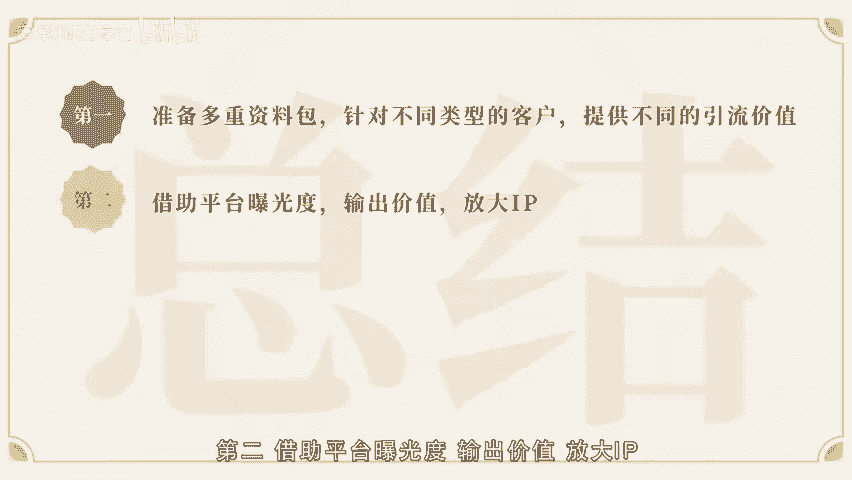 第一 准备多重资料包，针对不同类型的客户，提供不同的引流价值
第二 借助平台曝光度，输出价值，放大IP
总结
第二 借助平台曝光度 输出价值 放大IP